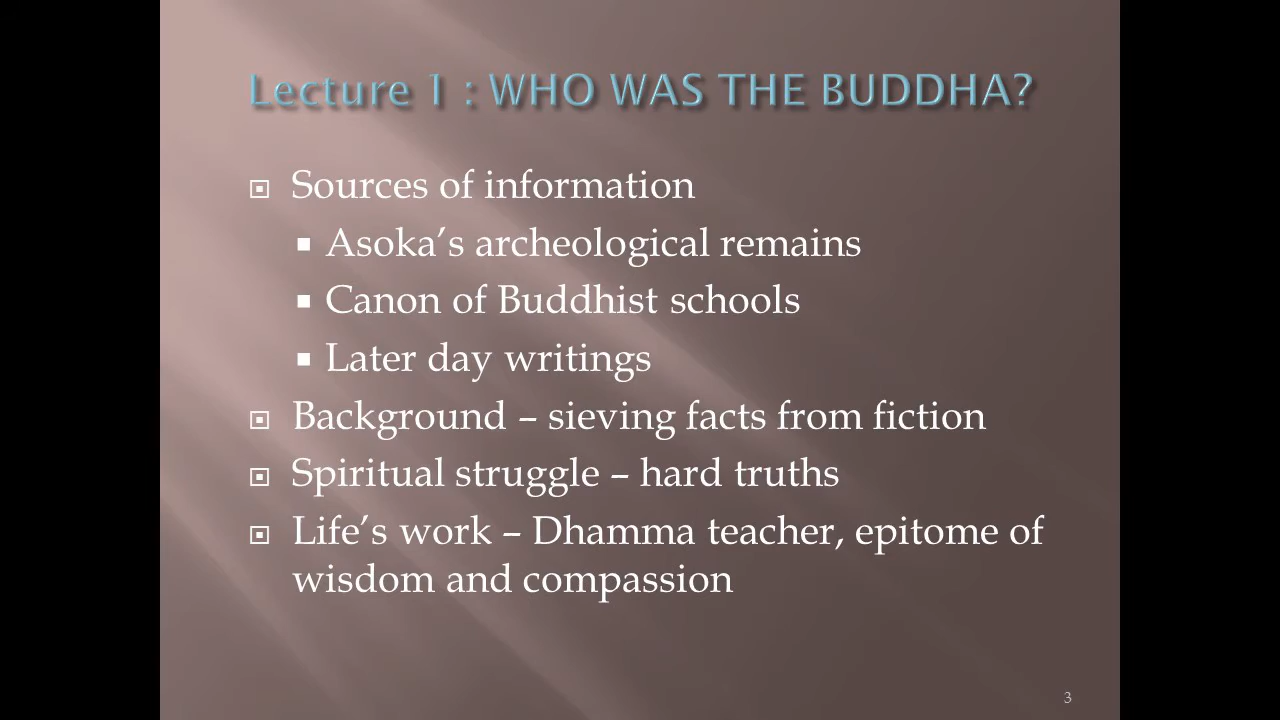 Lecture 1 : WHO WAS THE BUDDHA?
Sources of information
Asoka’s archeological remains
Canon of Buddhist schools
Later day writings
Background – sieving facts from fiction
Spiritual struggle – hard truths
Life’s work – Dhamma teacher, epitome of
wisdom and compassion
3